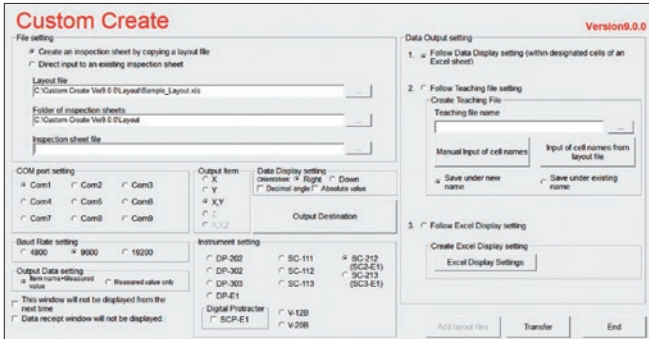 Custom Create
Version9.0.0
File setting
Create an inspection sheet by copying a layout file
Direct input to an existing inspection sheet
Layout file
C:\Custom Create Ver9.0.0\Layout\Sample_Layout.xls
...
Folder of inspection sheets
C:\Custom Create Ver9.0.0\Layout
...
Inspection sheet file
...
COM port setting
Com1 Com2 Com3
Com4 Com5 Com6
Com7 Com8 Com9
Output Item
X
Y
X,Y
Z
X,Y,Z
Data Display setting
Orientation: Right Down
Decimal angle Absolute value
Output Destination
Baud Rate setting
4800 9600 19200
Output Data setting
Item name+Measured
value
Measured value only
This window will not be displayed from the
next time
Data receipt window will not be displayed.
Instrument setting
DP-202 SC-111 SC-212
(SC2-E1)
DP-302 SC-112 SC-213
(SC3-E1)
DP-303 SC-113
DP-E1
Digital Protracter
SCP-E1
V-12B
V-20B
Data Output setting
1. Follow Data Display setting (within designated cells of an
Excel sheet)
2. Follow Teaching file setting
Create Teaching File
Teaching file name
...
Manual Input of cell names
Input of cell names from
layout file
Save under new
name
Save under existing
name
3. Follow Excel Display setting
Create Excel Display setting
Excel Display Settings
Add layout files
Transfer
End